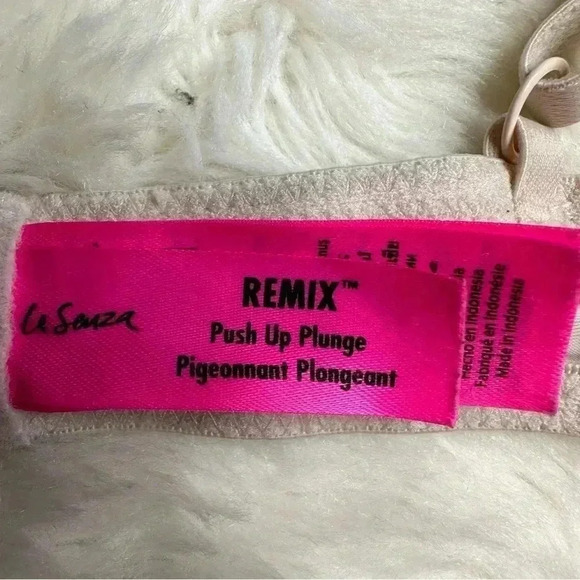 La Senza
REMIX™
Push Up Plunge
Pigeonnant Plongeant
Hecho en Indonesia
Fabriqué en Indonésie
Made in Indonesia